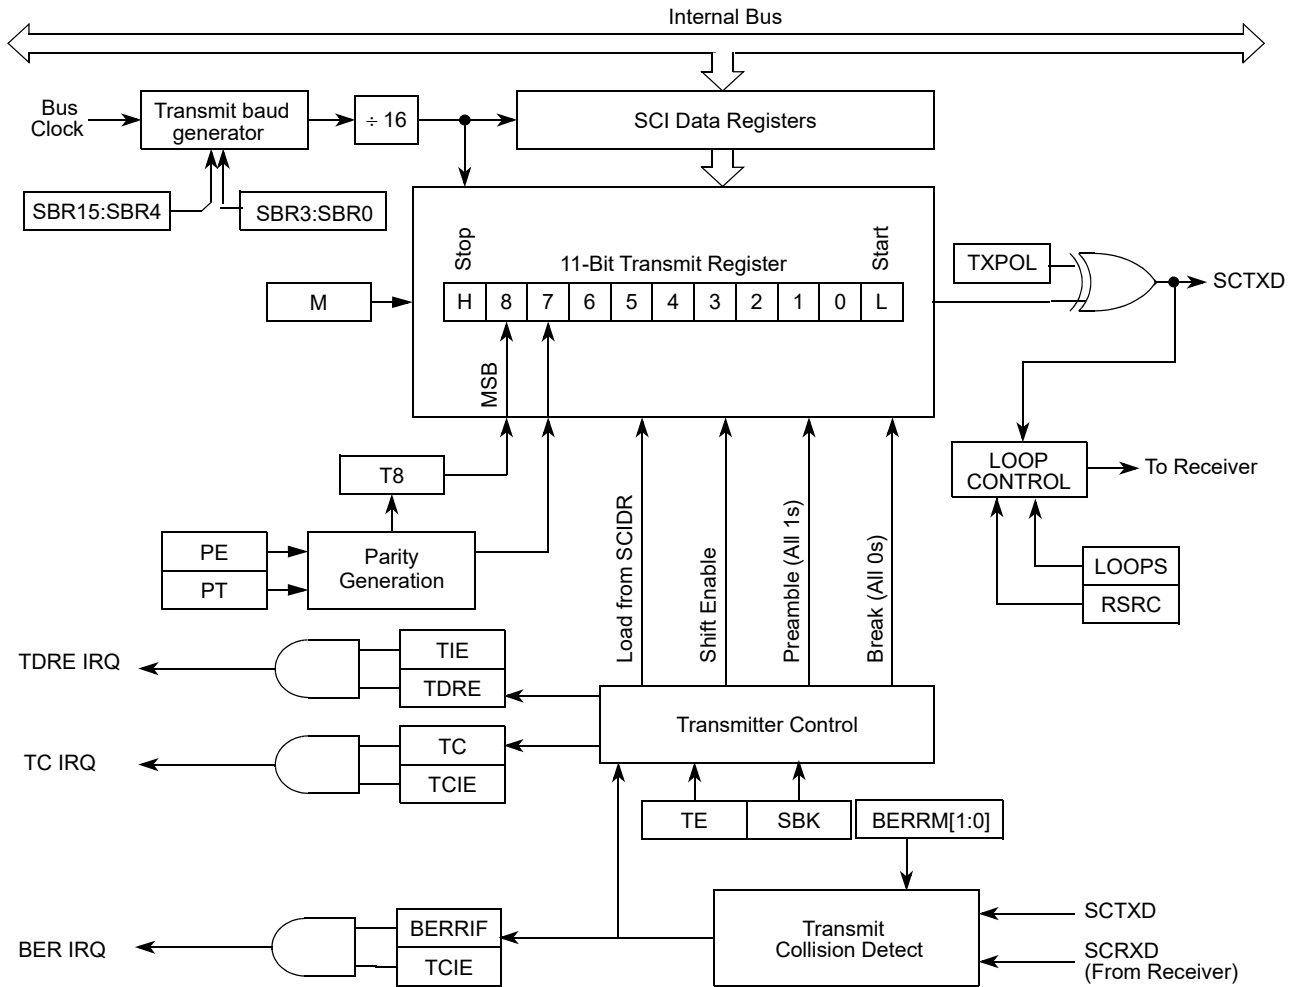 Internal Bus
Bus
Clock
Transmit baud
generator
÷ 16
SCI Data Registers
SBR15:SBR4
SBR3:SBR0
Stop
11-Bit Transmit Register
Start
TXPOL
SCTXD
M
H 8 7 6 5 4 3 2 1 0 L
MSB
T8
LOOP
CONTROL
To Receiver
PE
PT
Parity
Generation
Load from SCIDR
Shift Enable
Preamble (All 1s)
Break (All 0s)
LOOPS
RSRC
TDRE IRQ
TIE
TDRE
Transmitter Control
TC IRQ
TC
TCIE
TE
SBK
BERRM[1:0]
BER IRQ
BERRIF
TCIE
Transmit
Collision Detect
SCTXD
SCRXD
(From Receiver)